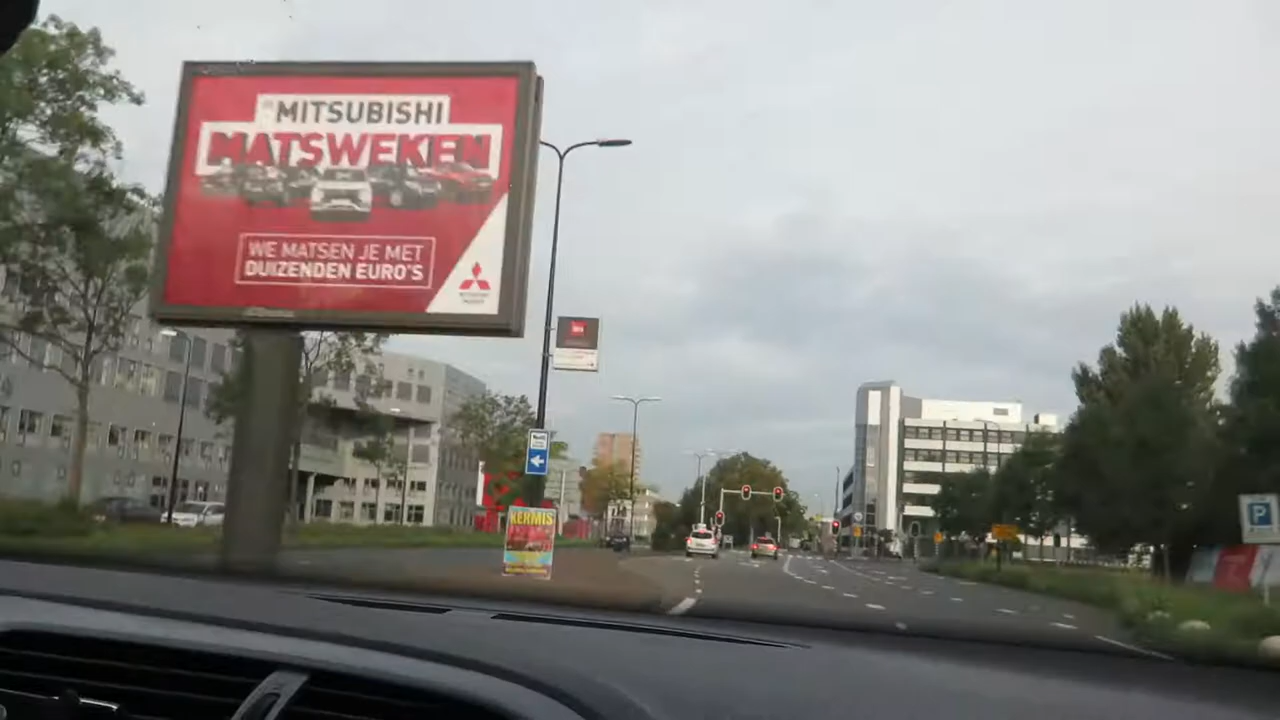 MITSUBISHI
MATSWEKEN
WE MATSEN JE MET
DUIZENDEN EURO'S
KERMIS
P